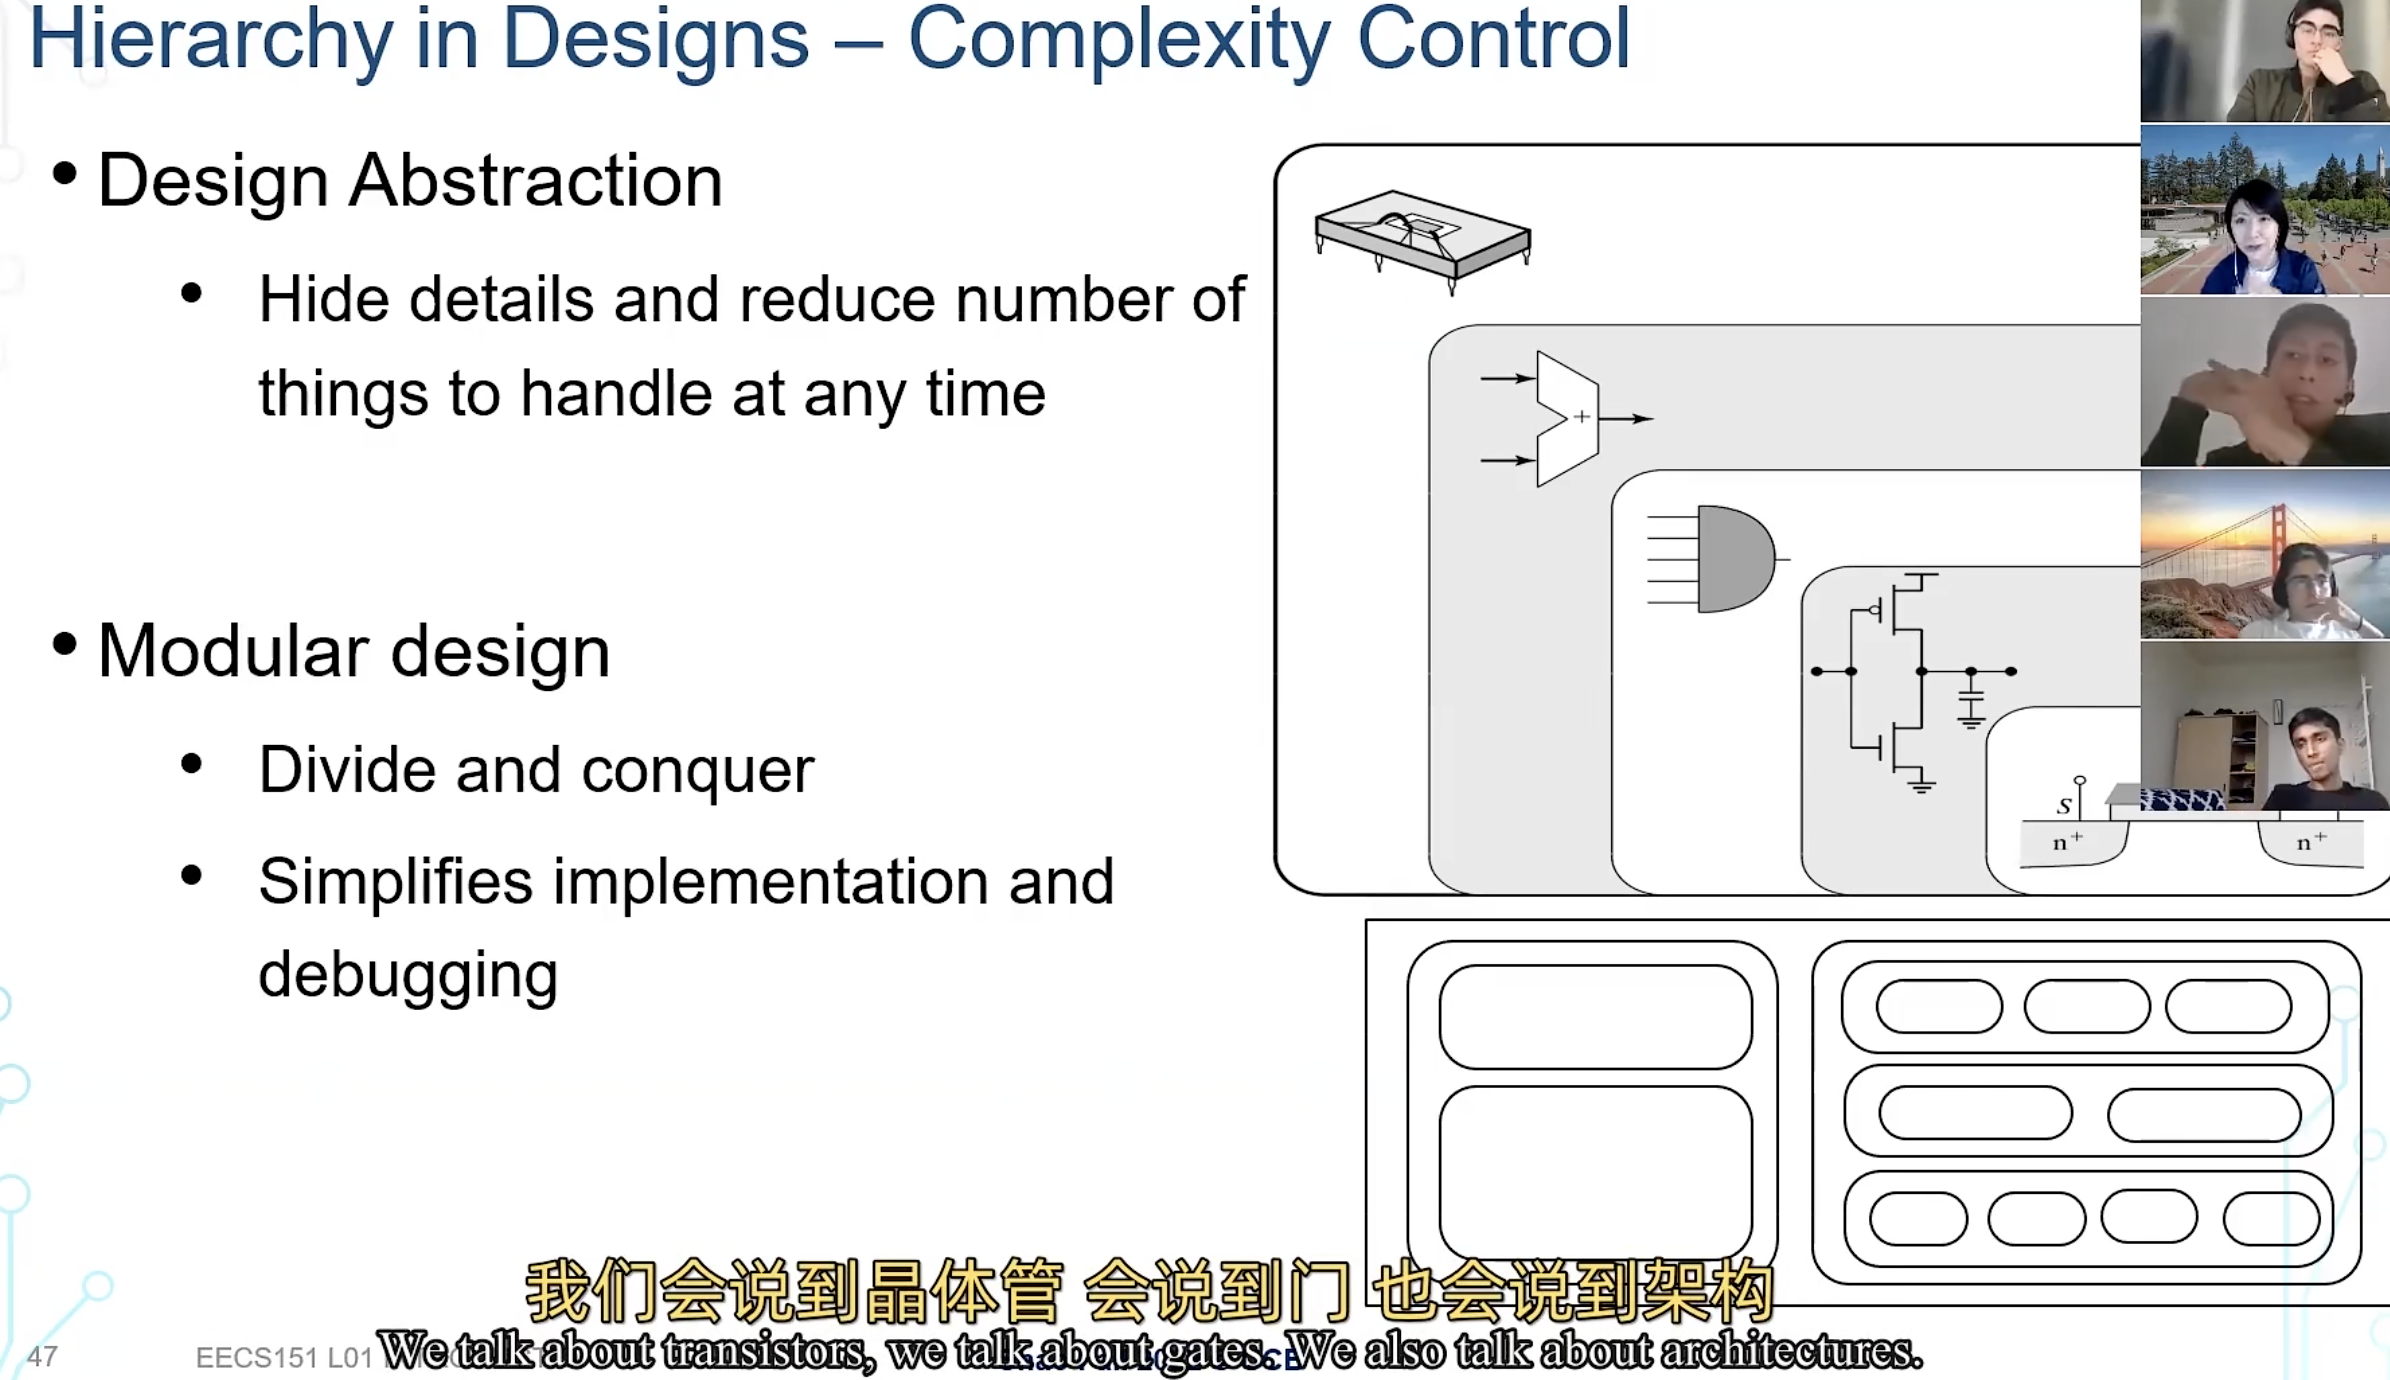 Hierarchy in Designs – Complexity Control
• Design Abstraction
• Hide details and reduce number of
things to handle at any time
• Modular design
• Divide and conquer
• Simplifies implementation and
debugging
+
S
n+
n+
我们会说到晶体管 会说到门 也会说到架构
We talk about transistors, we talk about gates. We also talk about architectures.
47
EECS151 L01